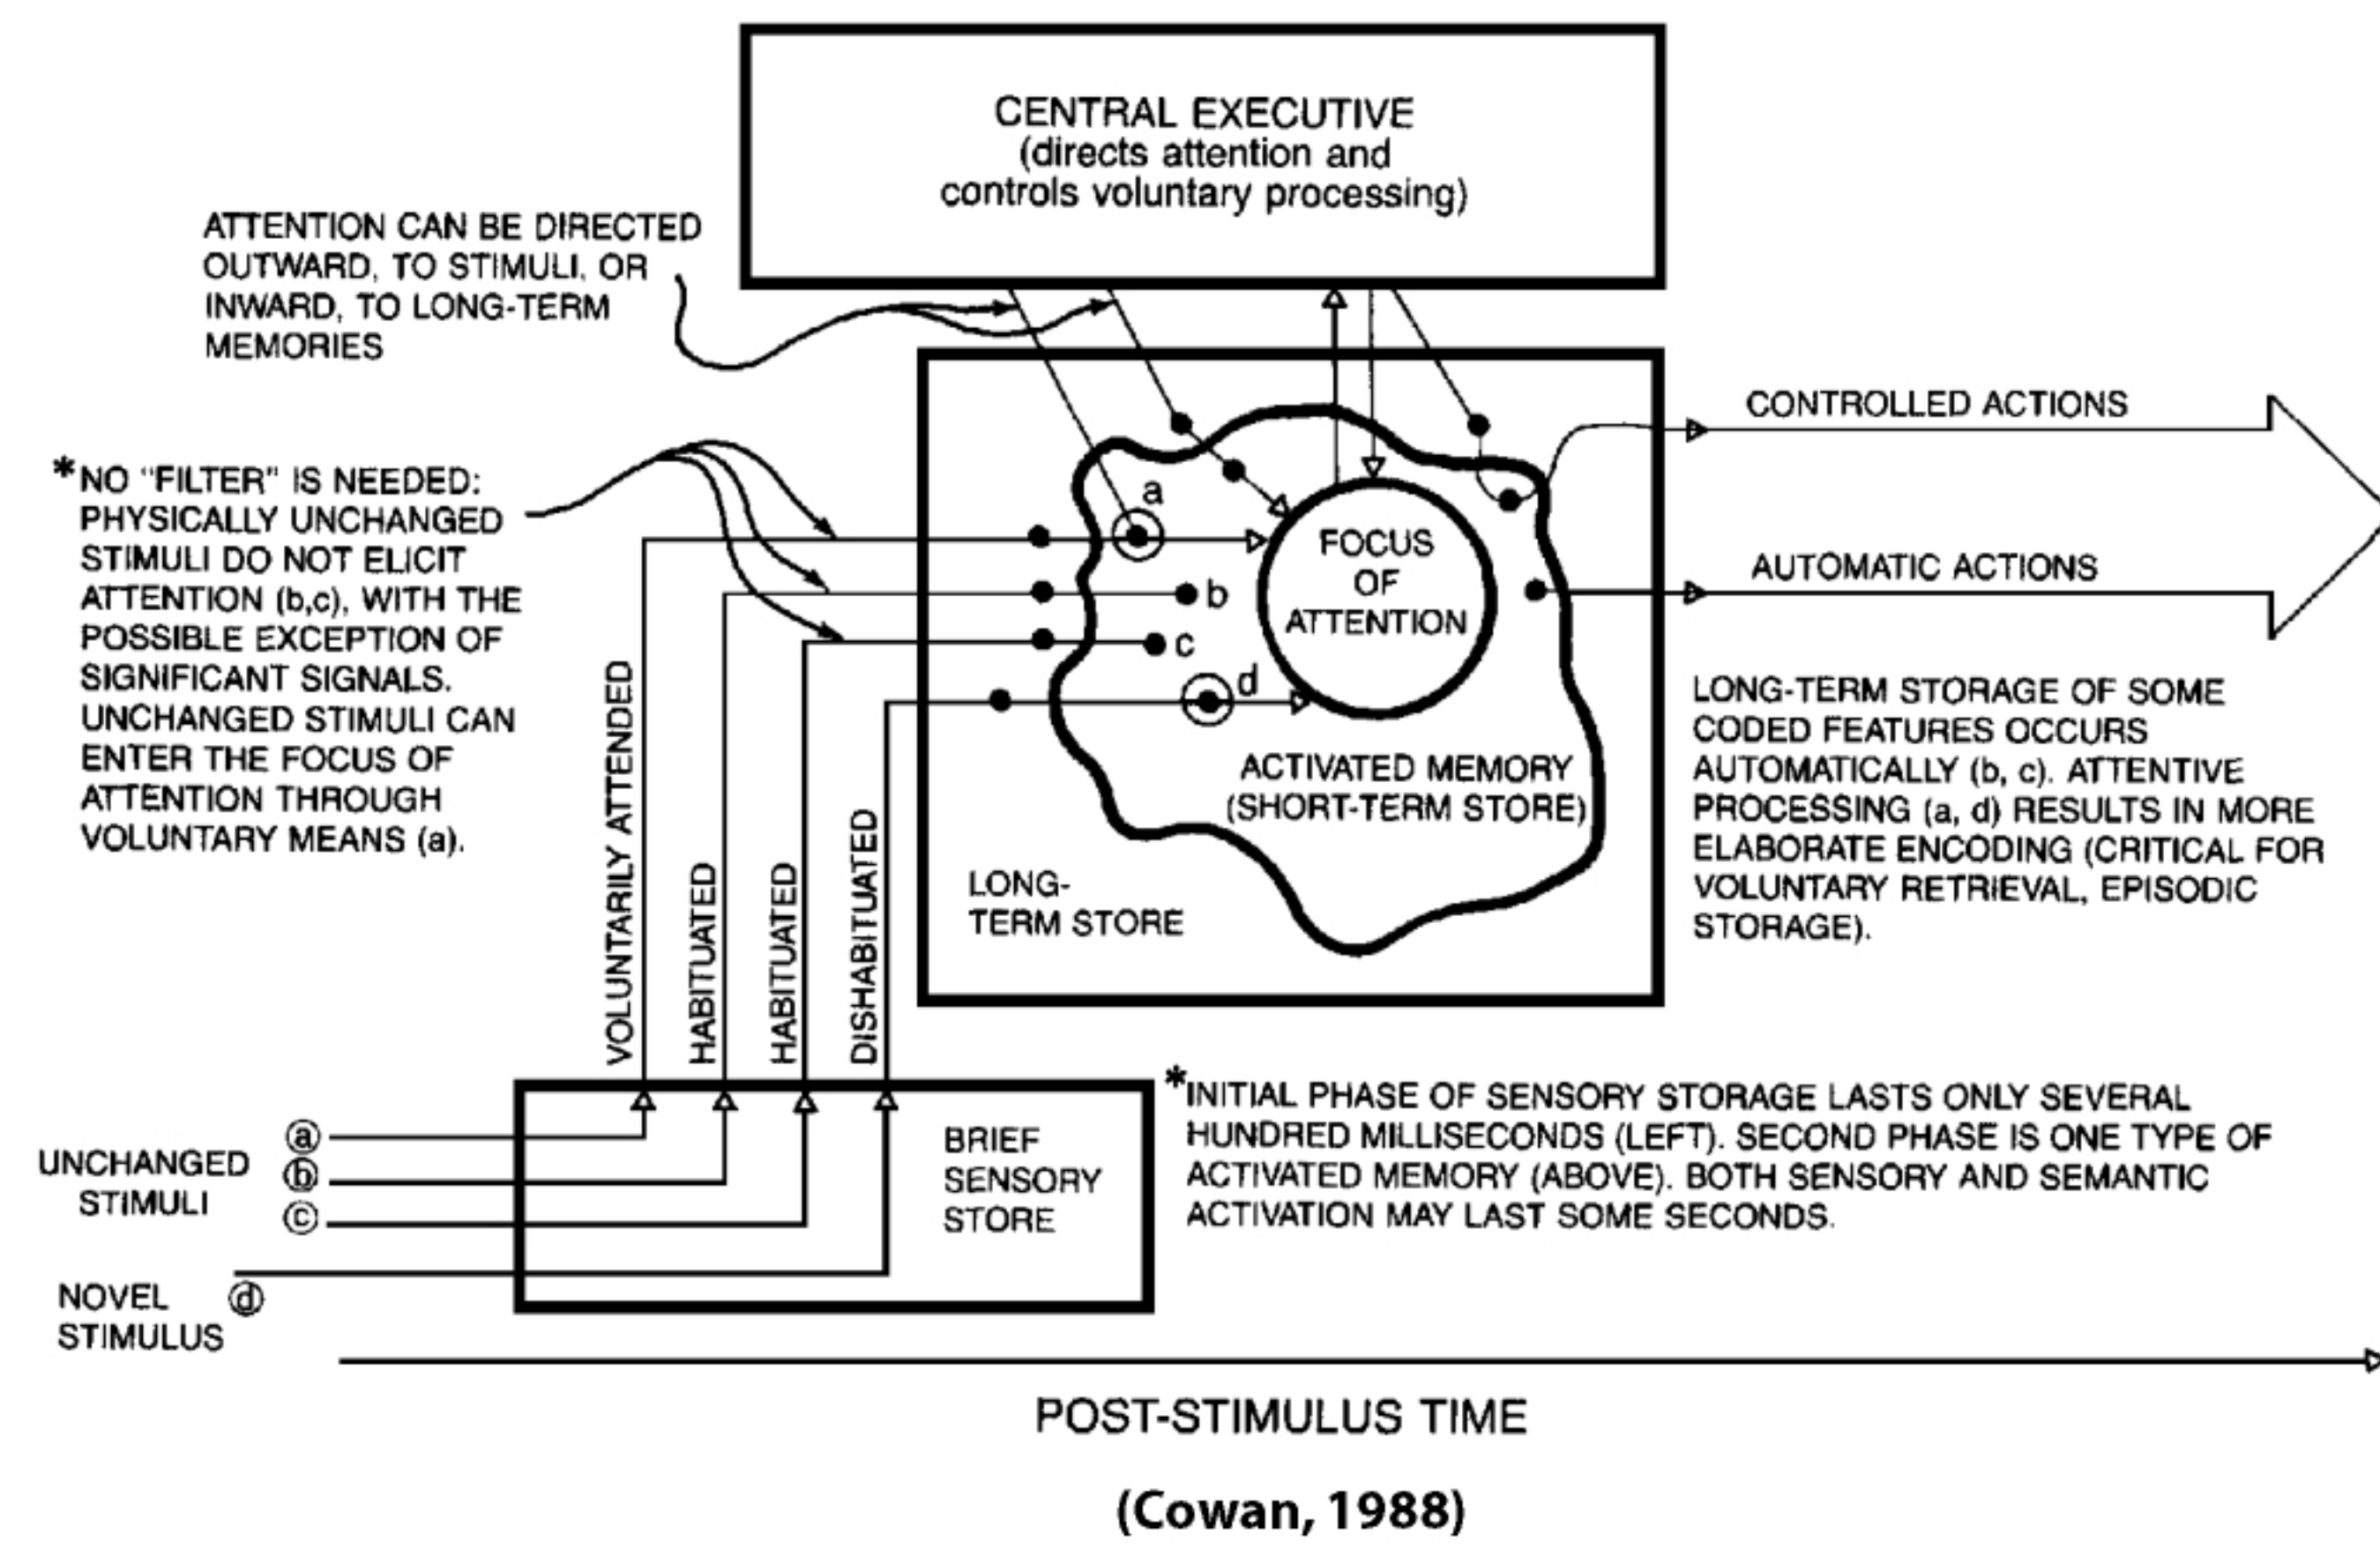 CENTRAL EXECUTIVE
(directs attention and
controls voluntary processing)
ATTENTION CAN BE DIRECTED
OUTWARD, TO STIMULI, OR
INWARD, TO LONG-TERM
MEMORIES
*NO "FILTER" IS NEEDED:
PHYSICALLY UNCHANGED
STIMULI DO NOT ELICIT
ATTENTION (b,c), WITH THE
POSSIBLE EXCEPTION OF
SIGNIFICANT SIGNALS.
UNCHANGED STIMULI CAN
ENTER THE FOCUS OF
ATTENTION THROUGH
VOLUNTARY MEANS (a).
VOLUNTARILY ATTENDED
HABITUATED
HABITUATED
DISHABITUATED
a
b
c
d
FOCUS
OF
ATTENTION
ACTIVATED MEMORY
(SHORT-TERM STORE)
LONG-
TERM STORE
CONTROLLED ACTIONS
AUTOMATIC ACTIONS
LONG-TERM STORAGE OF SOME
CODED FEATURES OCCURS
AUTOMATICALLY (b, c). ATTENTIVE
PROCESSING (a, d) RESULTS IN MORE
ELABORATE ENCODING (CRITICAL FOR
VOLUNTARY RETRIEVAL, EPISODIC
STORAGE).
UNCHANGED
STIMULI
a
b
c
NOVEL d
STIMULUS
BRIEF
SENSORY
STORE
*INITIAL PHASE OF SENSORY STORAGE LASTS ONLY SEVERAL
HUNDRED MILLISECONDS (LEFT). SECOND PHASE IS ONE TYPE OF
ACTIVATED MEMORY (ABOVE). BOTH SENSORY AND SEMANTIC
ACTIVATION MAY LAST SOME SECONDS.
POST-STIMULUS TIME
(Cowan, 1988)